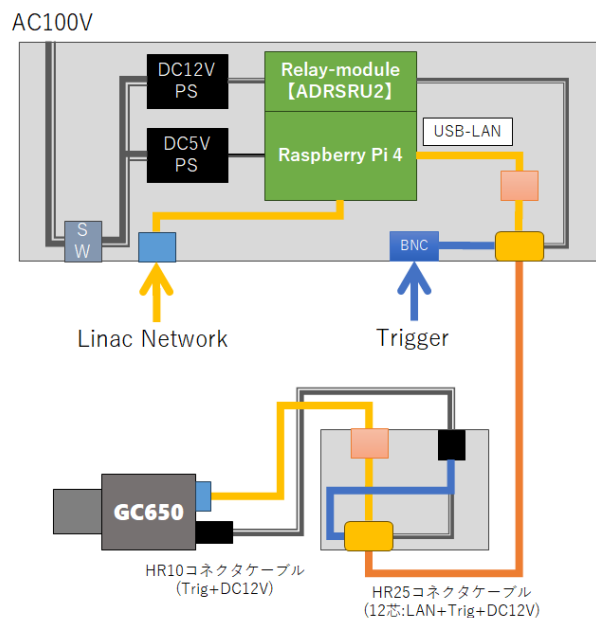 AC100V
DC12V
PS
Relay-module
【ADRSRU2】
USB-LAN
DC5V
PS
Raspberry Pi 4
S
W
BNC
Linac Network
Trigger
GC650
HR10コネクタケーブル
(Trig+DC12V)
HR25コネクタケーブル
(12芯:LAN+Trig+DC12V)